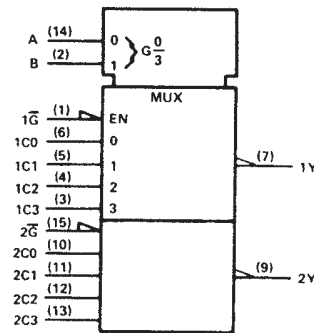 A (14) 0 G 0/3
B (2) 1
MUX
1G̅ (1) EN
1C0 (6) 0
1C1 (5) 1 (7) 1Y
1C2 (4) 2
1C3 (3) 3
2G̅ (15)
2C0 (10)
2C1 (11) (9) 2Y
2C2 (12)
2C3 (13)